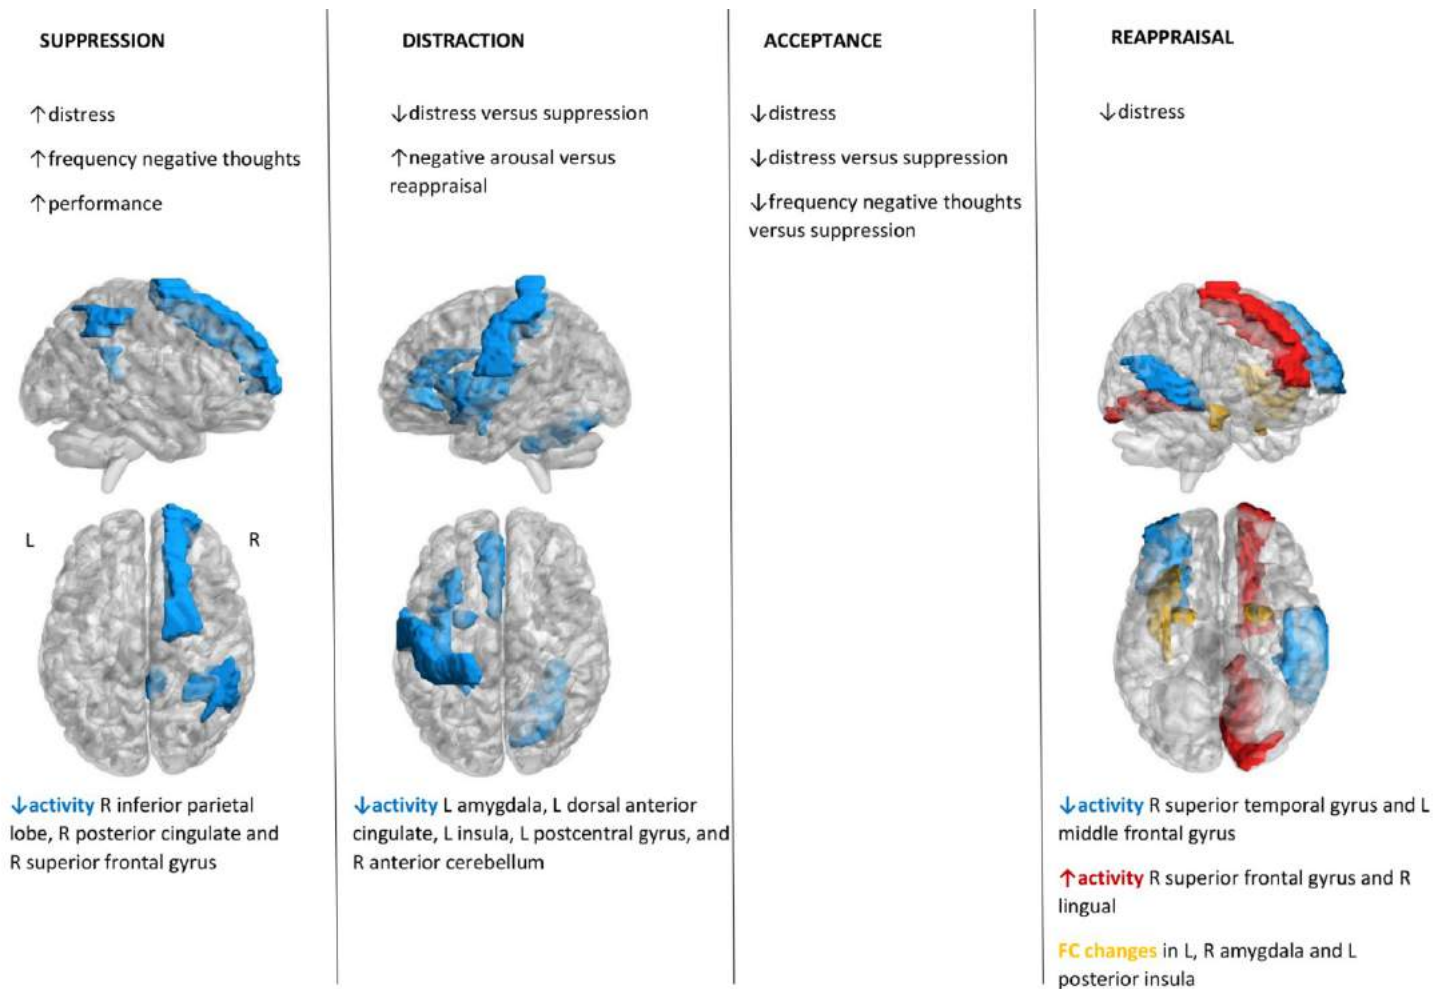 SUPPRESSION
↑distress
↑frequency negative thoughts
↑performance
L
R
↓activity R inferior parietal
lobe, R posterior cingulate and
R superior frontal gyrus
DISTRACTION
↓distress versus suppression
↑negative arousal versus
reappraisal
↓activity L amygdala, L dorsal anterior
cingulate, L insula, L postcentral gyrus, and
R anterior cerebellum
ACCEPTANCE
↓distress
↓distress versus suppression
↓frequency negative thoughts
versus suppression
REAPPRAISAL
↓distress
↓activity R superior temporal gyrus and L
middle frontal gyrus
↑activity R superior frontal gyrus and R
lingual
FC changes in L, R amygdala and L
posterior insula